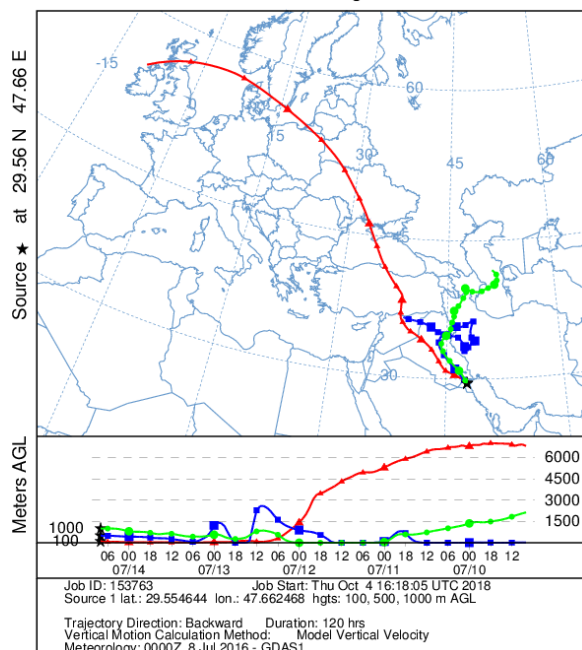 Source ★ at 29.56 N 47.66 E
-15
60
15
30
45
60
30
Meters AGL
6000
4500
3000
1500
1000
100
06 00 18 12 06 00 18 12 06 00 18 12 06 00 18 12 06 00 18 12
07/14 07/13 07/12 07/11 07/10
Job ID: 153763 Job Start: Thu Oct 4 16:18:05 UTC 2018
Source 1 lat.: 29.554644 lon.: 47.662468 hgts: 100, 500, 1000 m AGL
Trajectory Direction: Backward Duration: 120 hrs
Vertical Motion Calculation Method: Model Vertical Velocity
Meteorology: 0000Z 8 Jul 2016 - GDAS1